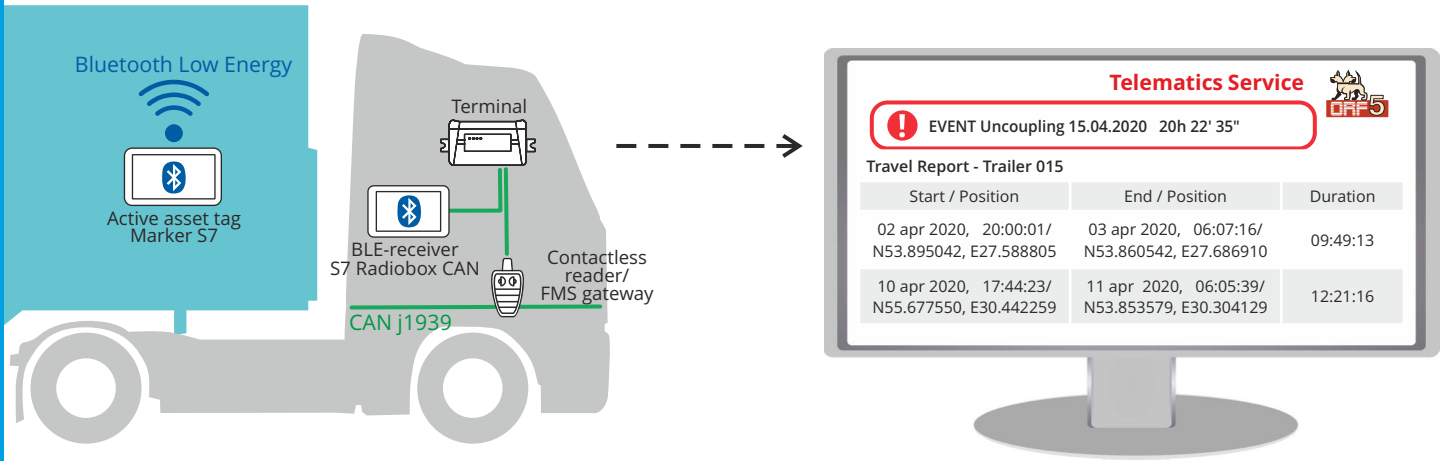 Bluetooth Low Energy
Active asset tag
Marker S7
Terminal
BLE-receiver
S7 Radiobox CAN
Contactless
reader/
FMS gateway
CAN j1939
Telematics Service
ORF5
EVENT Uncoupling 15.04.2020 20h 22' 35"
Travel Report - Trailer 015
Start / Position End / Position Duration
02 apr 2020, 20:00:01/ 03 apr 2020, 06:07:16/
N53.895042, E27.588805 N53.860542, E27.686910 09:49:13
10 apr 2020, 17:44:23/ 11 apr 2020, 06:05:39/
N55.677550, E30.442259 N53.853579, E30.304129 12:21:16